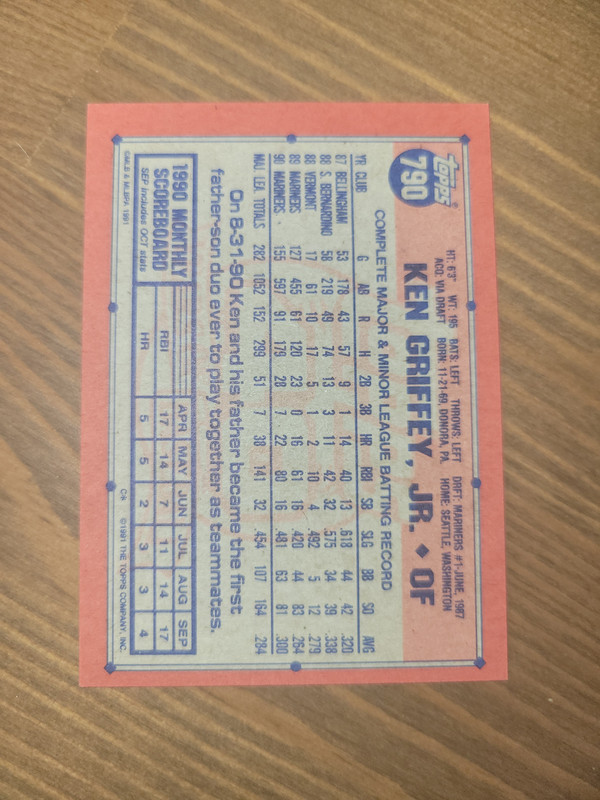 Topps®
790
HT: 6'3" WT: 195 BATS: LEFT THROWS: LEFT DRFT: MARINERS #1-JUNE, 1987
ACQ: VIA DRAFT BORN: 11-21-69, DONORA, PA. HOME: SEATTLE, WASHINGTON
KEN GRIFFEY, JR. ♦ OF
COMPLETE MAJOR & MINOR LEAGUE BATTING RECORD
YR CLUB G AB R H 2B 3B HR RBI SB SLG BB SO AVG
87 BELLINGHAM 53 178 43 57 9 1 14 40 13 .618 44 42 .320
88 S. BERNARDINO 58 219 49 74 13 3 11 42 32 .575 34 39 .338
88 VERMONT 17 61 10 17 5 1 2 10 4 .492 5 12 .279
89 MARINERS 127 455 61 120 23 0 16 61 16 .420 44 83 .264
90 MARINERS 155 597 91 179 28 7 22 80 16 .481 63 81 .300
MAJ. LEA. TOTALS 282 1052 152 299 51 7 38 141 32 .454 107 164 .284
On 8-31-90 Ken and his father became the first
father-son duo ever to play together as teammates.
1990 MONTHLY
SCOREBOARD
SEP includes OCT stats
APR MAY JUN JUL AUG SEP
RBI 17 14 7 11 14 17
HR 5 5 2 3 3 4
©MLB & MLBPA 1991
C* ©1991 THE TOPPS COMPANY, INC.